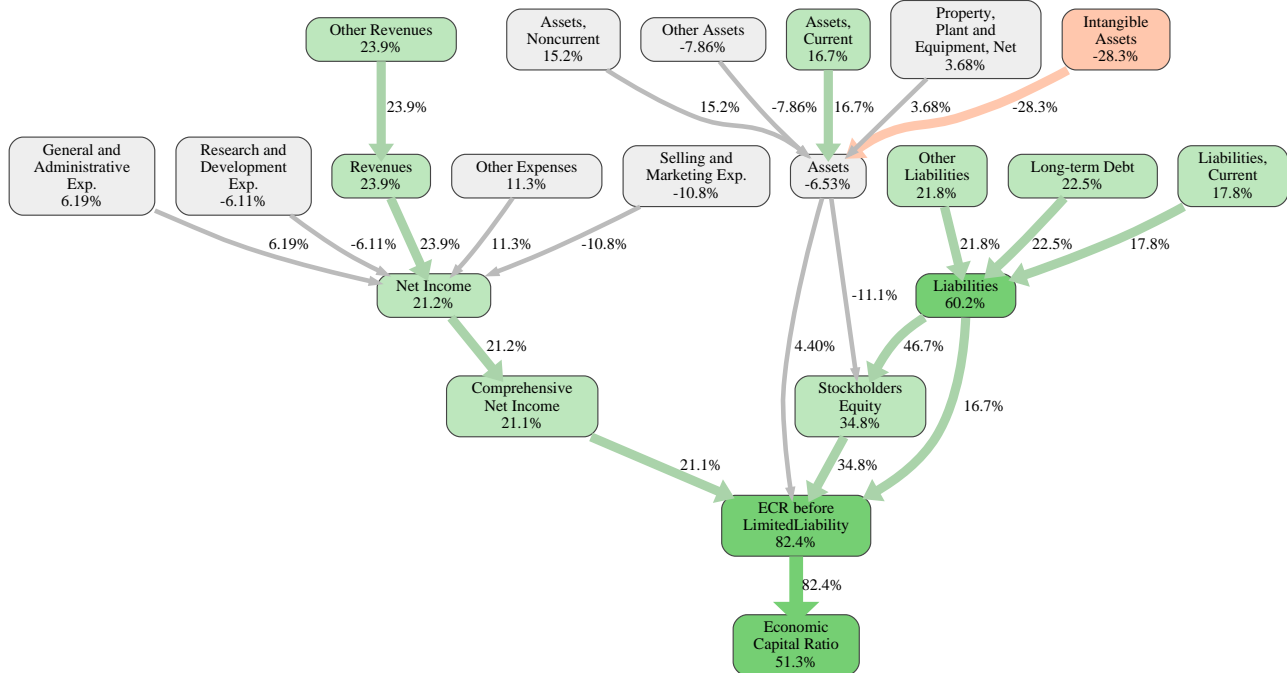 Other Revenues
23.9%
Assets,
Noncurrent
15.2%
Other Assets
-7.86%
Assets,
Current
16.7%
Property,
Plant and
Equipment, Net
3.68%
Intangible
Assets
-28.3%
23.9%
15.2%
-7.86%
16.7%
3.68%
-28.3%
General and
Administrative
Exp.
6.19%
Research and
Development
Exp.
-6.11%
Revenues
23.9%
Other Expenses
11.3%
Selling and
Marketing Exp.
-10.8%
Assets
-6.53%
Other
Liabilities
21.8%
Long-term Debt
22.5%
Liabilities,
Current
17.8%
6.19%
-6.11%
23.9%
11.3%
-10.8%
21.8%
22.5%
17.8%
Net Income
21.2%
Liabilities
60.2%
-11.1%
21.2%
4.40%
46.7%
16.7%
Comprehensive
Net Income
21.1%
Stockholders
Equity
34.8%
21.1%
34.8%
ECR before
LimitedLiability
82.4%
82.4%
Economic
Capital Ratio
51.3%